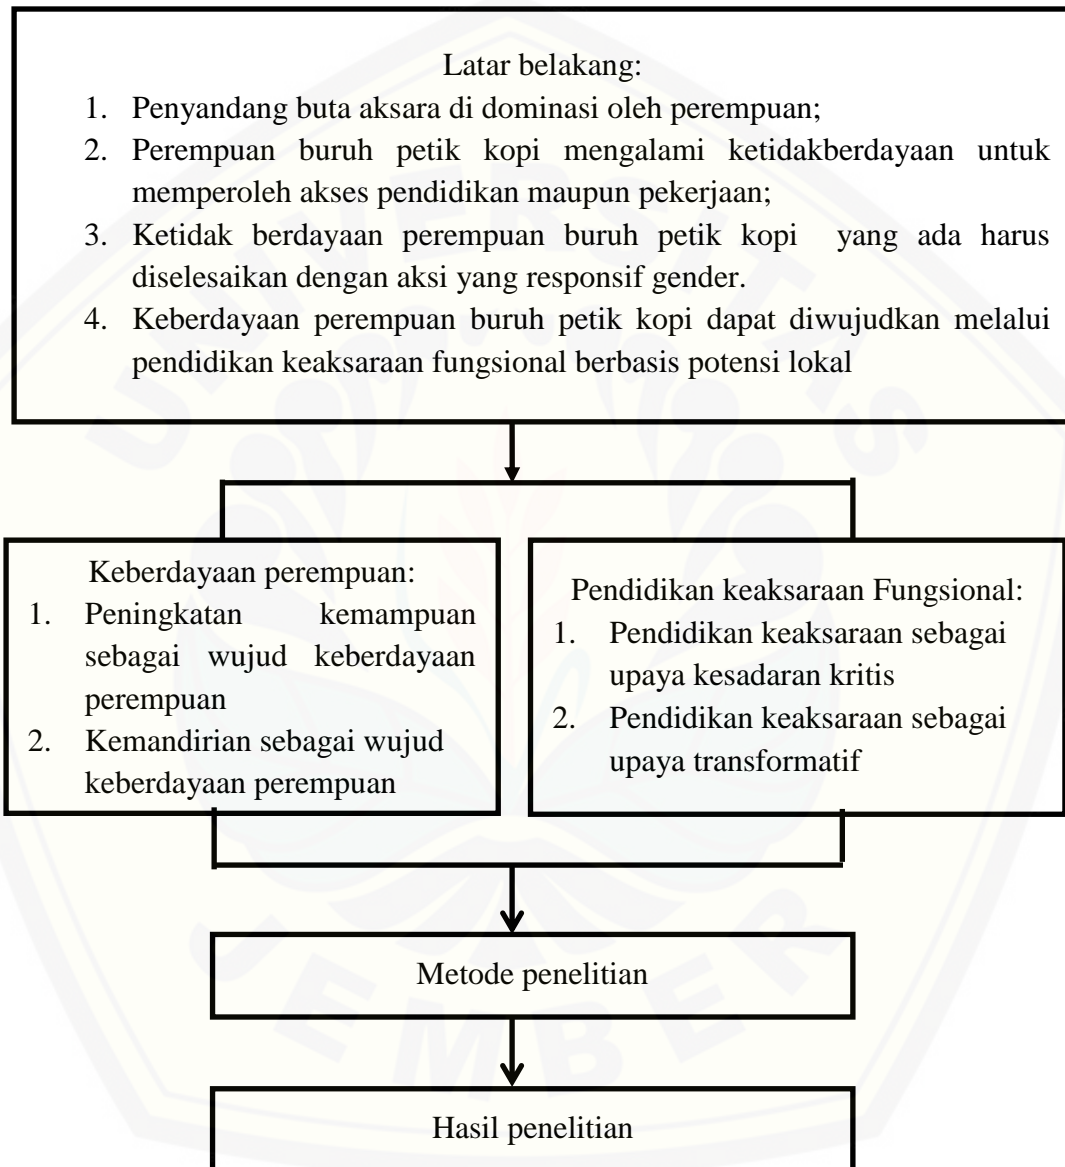 Latar belakang:
1. Penyandang buta aksara di dominasi oleh perempuan;
2. Perempuan buruh petik kopi mengalami ketidakberdayaan untuk
memperoleh akses pendidikan maupun pekerjaan;
3. Ketidak berdayaan perempuan buruh petik kopi yang ada harus
diselesaikan dengan aksi yang responsif gender.
4. Keberdayaan perempuan buruh petik kopi dapat diwujudkan melalui
pendidikan keaksaraan fungsional berbasis potensi lokal
UNIVERSITAS
Keberdayaan perempuan:
1. Peningkatan kemampuan
sebagai wujud keberdayaan
perempuan
2. Kemandirian sebagai wujud
keberdayaan perempuan
Pendidikan keaksaraan Fungsional:
1. Pendidikan keaksaraan sebagai
upaya kesadaran kritis
2. Pendidikan keaksaraan sebagai
upaya transformatif
Metode penelitian
JEMBER
Hasil penelitian